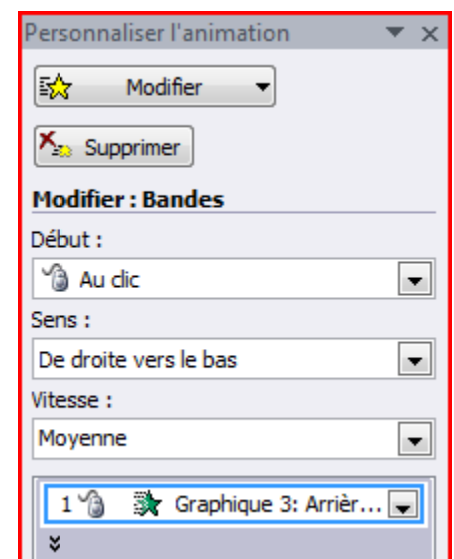 Personnaliser l'animation
Modifier
Supprimer
Modifier : Bandes
Début :
Au clic
Sens :
De droite vers le bas
Vitesse :
Moyenne
1 Graphique 3: Arrièr...